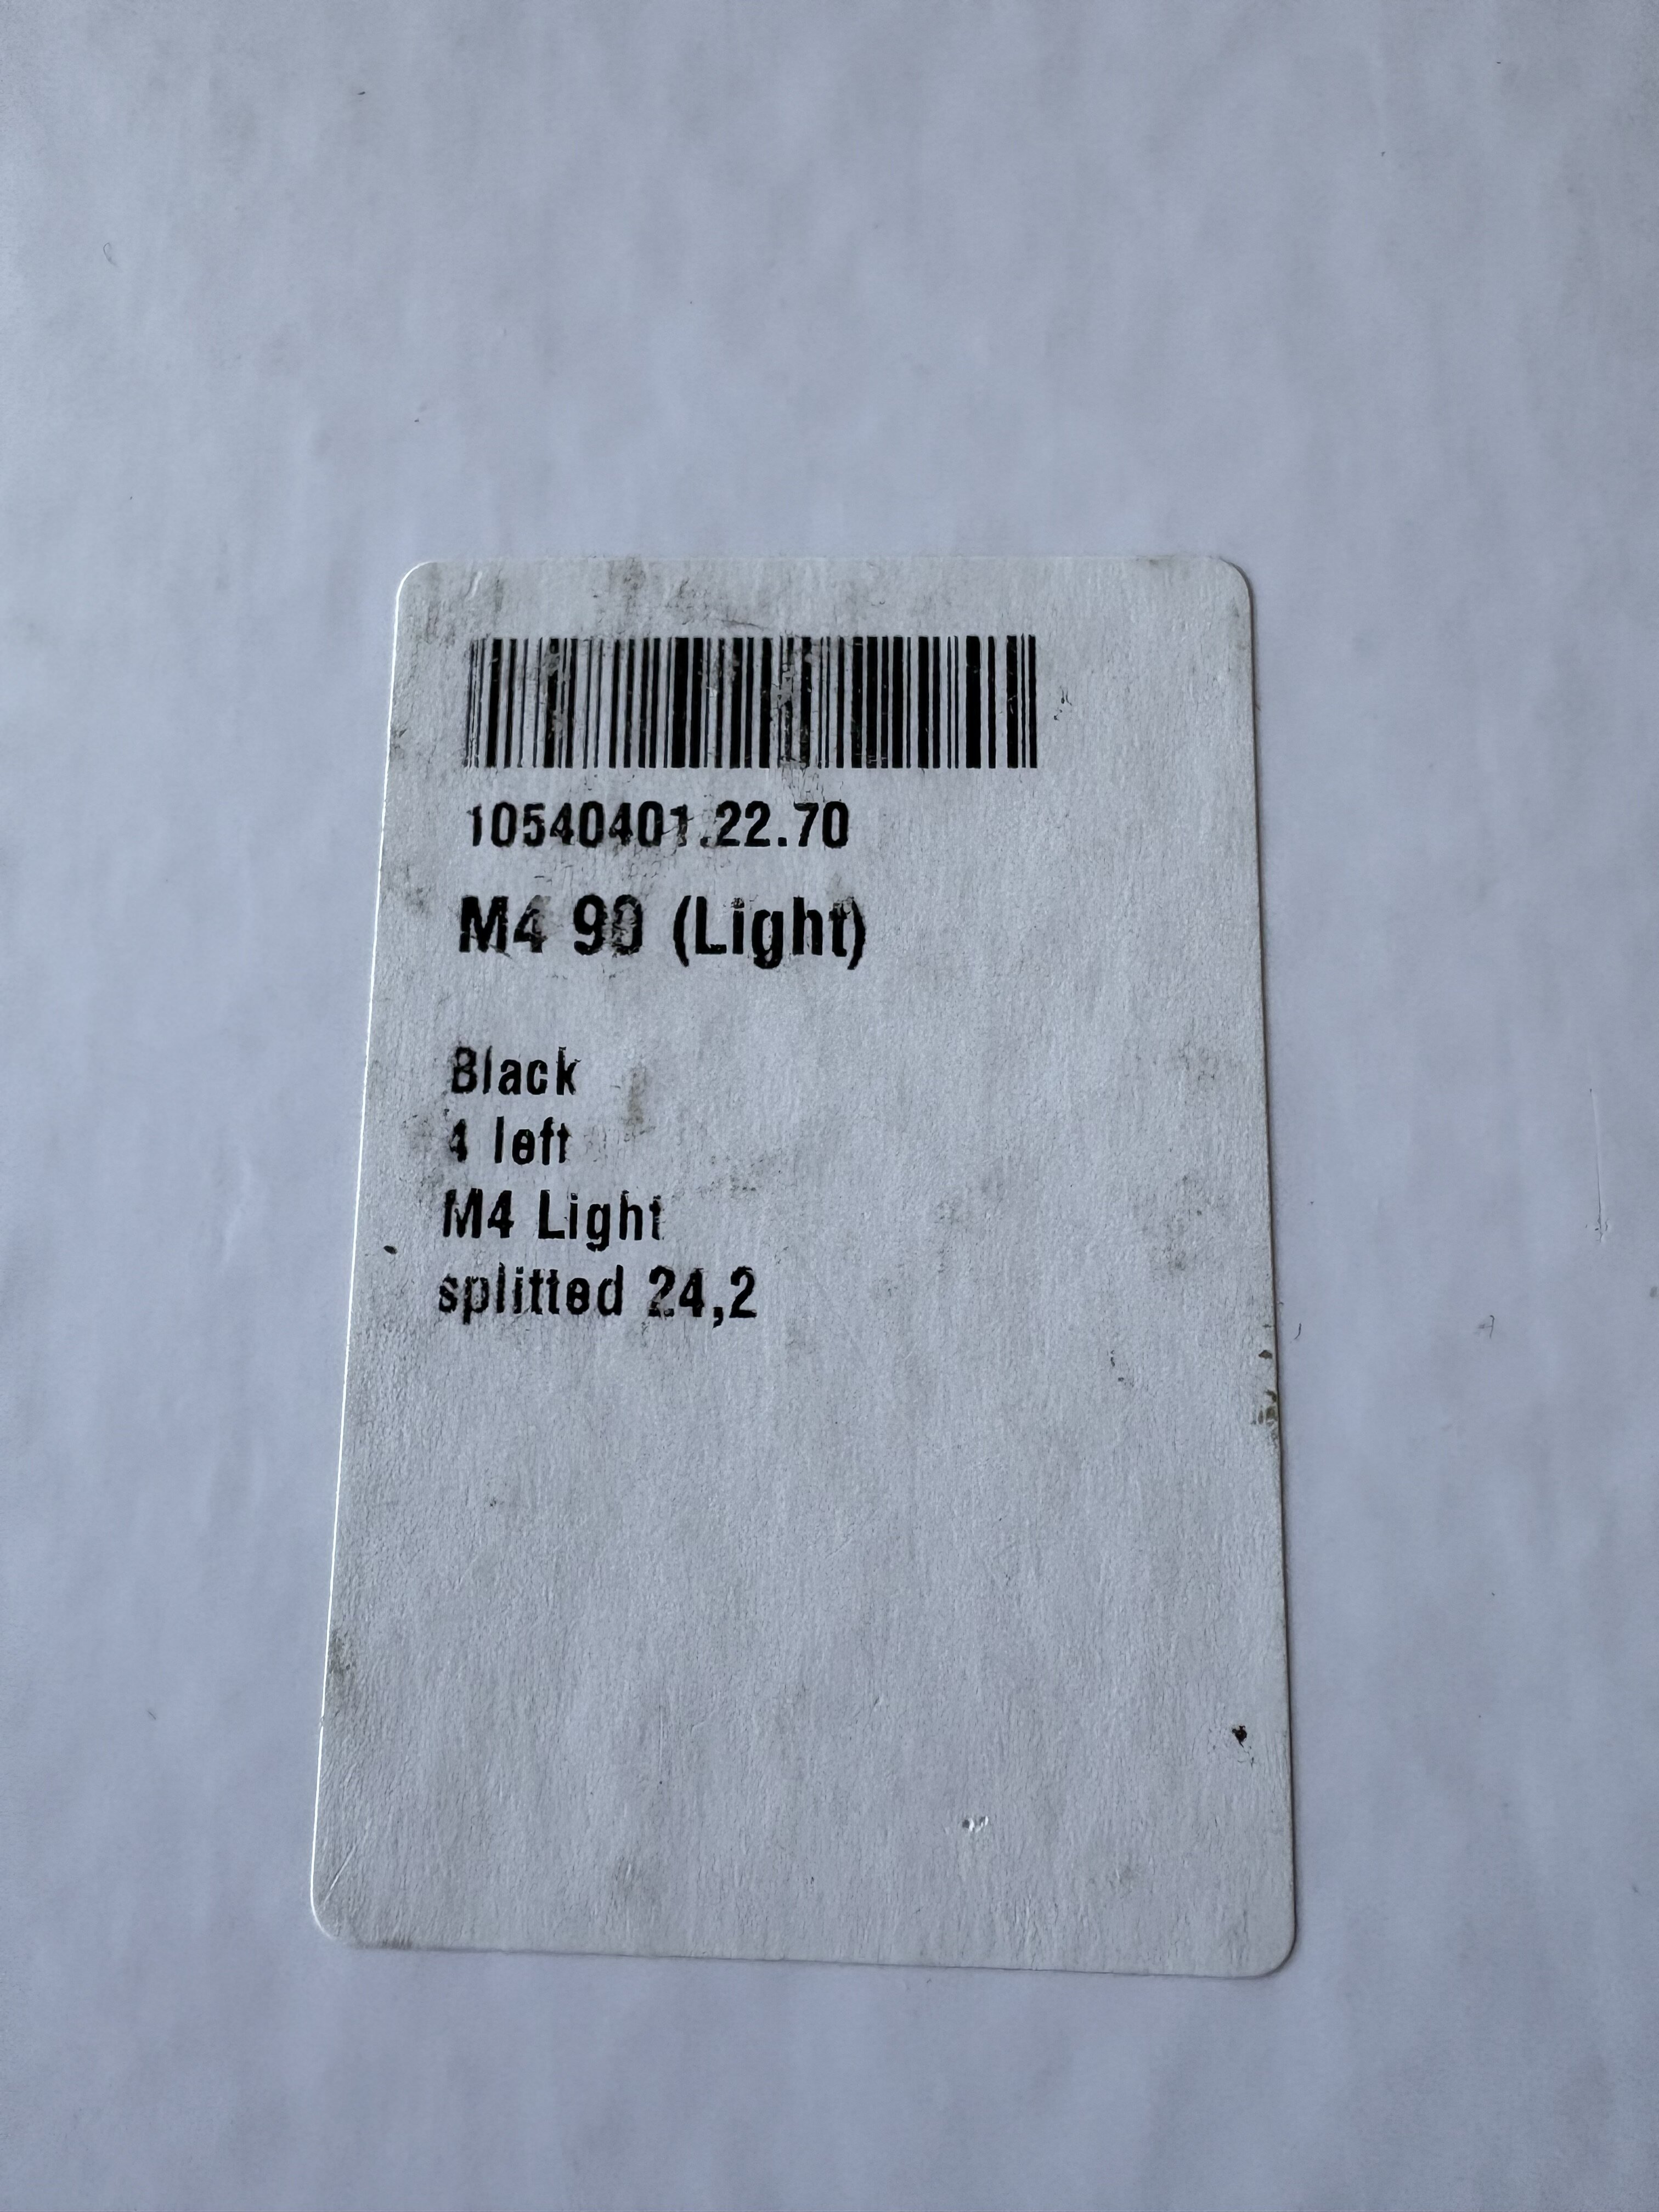 10540401.22.70
M4 90 (Light)
Black
4 left
M4 Light
splitted 24,2